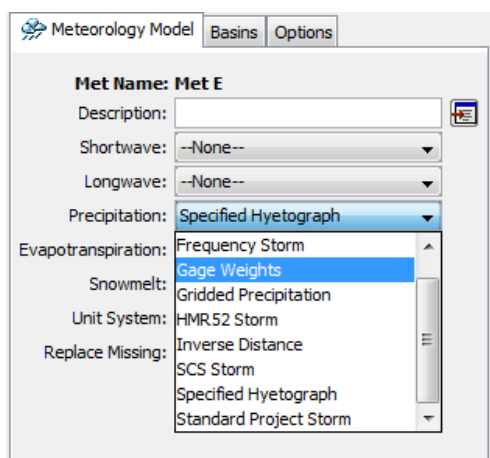 Meteorology Model Basins Options
Met Name: Met E
Description:
Shortwave: --None--
Longwave: --None--
Precipitation: Specified Hyetograph
Evapotranspiration: Frequency Storm
Gage Weights
Snowmelt: Gridded Precipitation
Unit System: HMR52 Storm
Replace Missing: Inverse Distance
SCS Storm
Specified Hyetograph
Standard Project Storm